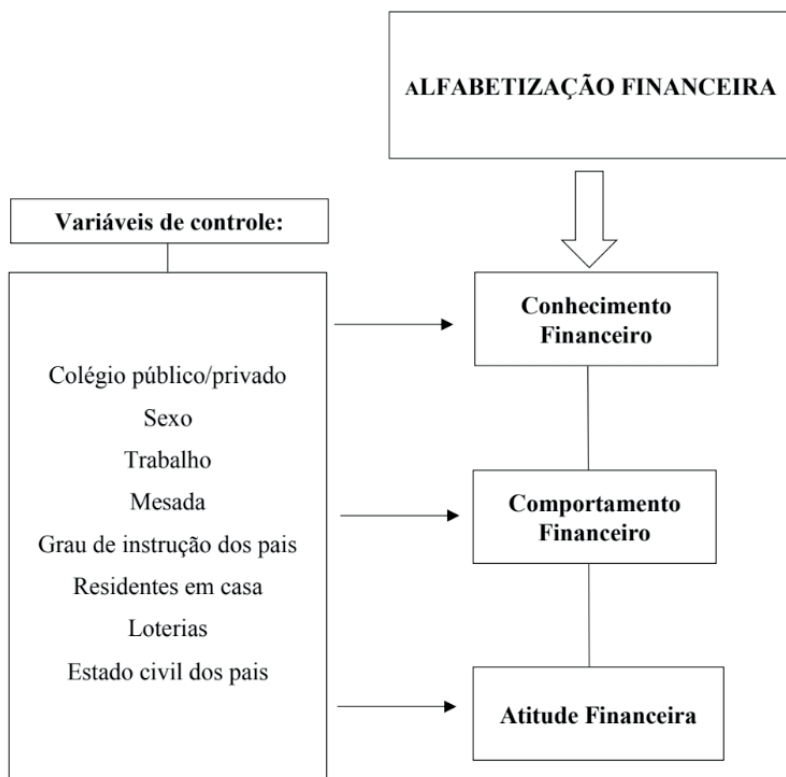 ALFABETIZAÇÃO FINANCEIRA
Variáveis de controle:
Colégio público/privado
Sexo
Trabalho
Mesada
Grau de instrução dos pais
Residentes em casa
Loterias
Estado civil dos pais
Conhecimento
Financeiro
Comportamento
Financeiro
Atitude Financeira